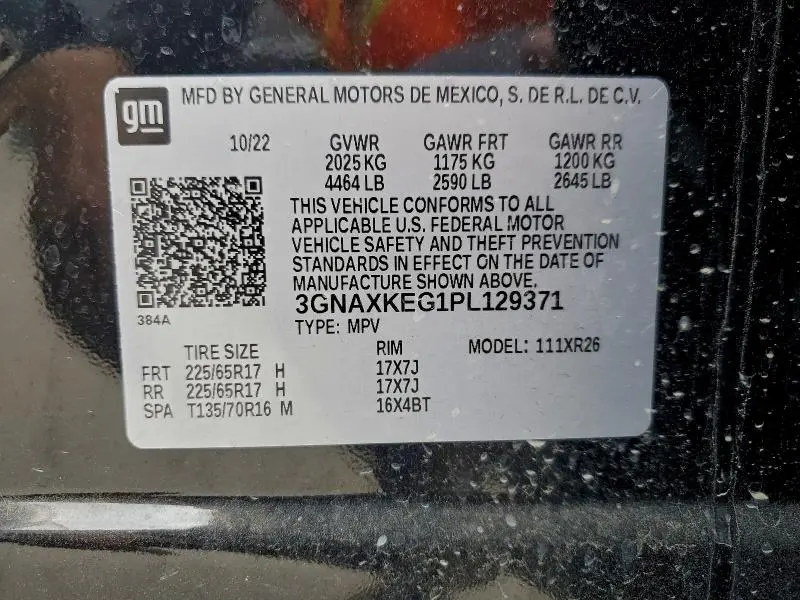 gm MFD BY GENERAL MOTORS DE MEXICO, S. DE R.L. DE C.V.
10/22 GVWR GAWR FRT GAWR RR
2025 KG 1175 KG 1200 KG
4464 LB 2590 LB 2645 LB
THIS VEHICLE CONFORMS TO ALL
APPLICABLE U.S. FEDERAL MOTOR
VEHICLE SAFETY AND THEFT PREVENTION
STANDARDS IN EFFECT ON THE DATE OF
MANUFACTURE SHOWN ABOVE.
3GNAXKEG1PL129371
384A
TYPE: MPV
TIRE SIZE RIM MODEL: 111XR26
FRT 225/65R17 H 17X7J
RR 225/65R17 H 17X7J
SPA T135/70R16 M 16X4BT